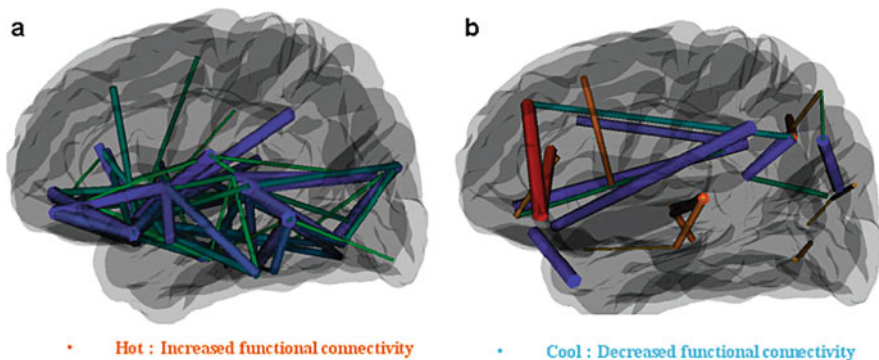 a
b
• Hot : Increased functional connectivity
• Cool : Decreased functional connectivity